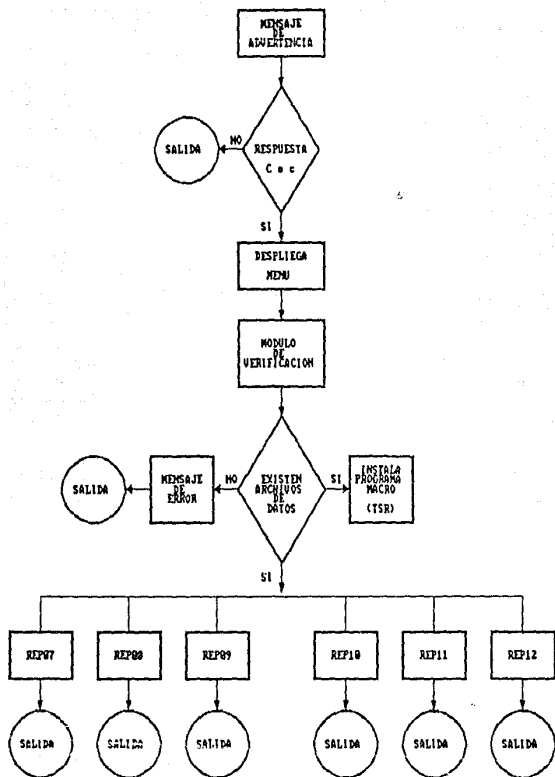 MENSAJE
DE
ADVERTENCIA
SALIDA
NO
RESPUESTA
C o c
SI
DESPLIEGA
MENU
MODULO
DE
VERIFICACION
SALIDA
MENSAJE
DE
ERROR
NO
EXISTEN
ARCHIVOS
DE
DATOS
SI
INSTALA
PROGRAMA
MACRO
(TSR)
SI
REP07
REP08
REP09
REP10
REP11
REP12
SALIDA
SALIDA
SALIDA
SALIDA
SALIDA
SALIDA